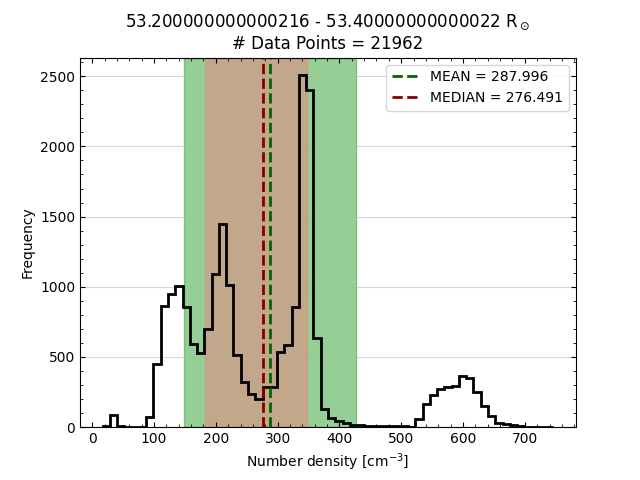 53.200000000000216 - 53.40000000000022 R⊙
# Data Points = 21962
MEAN = 287.996
MEDIAN = 276.491
Frequency
2500
2000
1500
1000
500
0
0 100 200 300 400 500 600 700
Number density [cm⁻³]